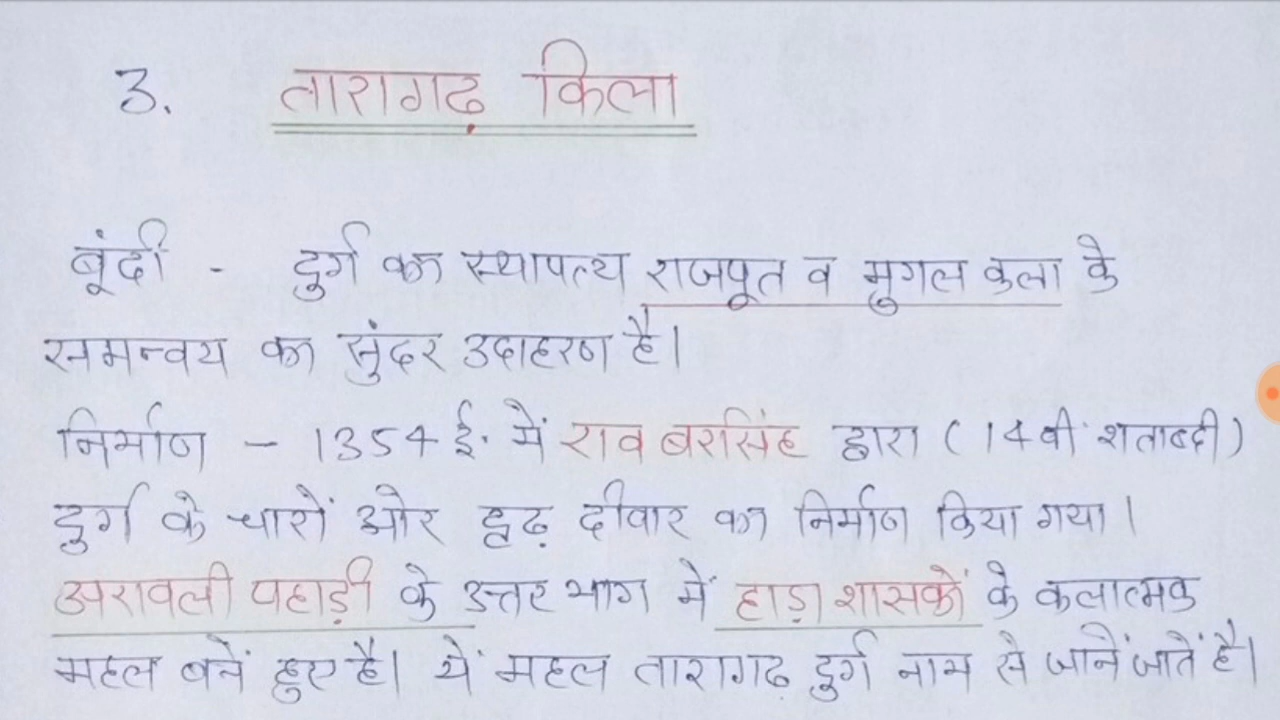 3. तारागढ़ किला
बूंदी - दुर्ग का स्थापत्य राजपूत व मुगल कला के
समन्वय का सुंदर उदाहरण है।
निर्माण - 1354 ई. में राव बरसिंह द्वारा (14 वी शताब्दी)
दुर्ग के चारों ओर दृढ़ दीवार का निर्माण किया गया।
अरावली पहाड़ी के उत्तर भाग में हाड़ा शासकों के कलात्मक
महल बनें हुए है। यें महल तारागढ़ दुर्ग नाम से जानें जातें है।